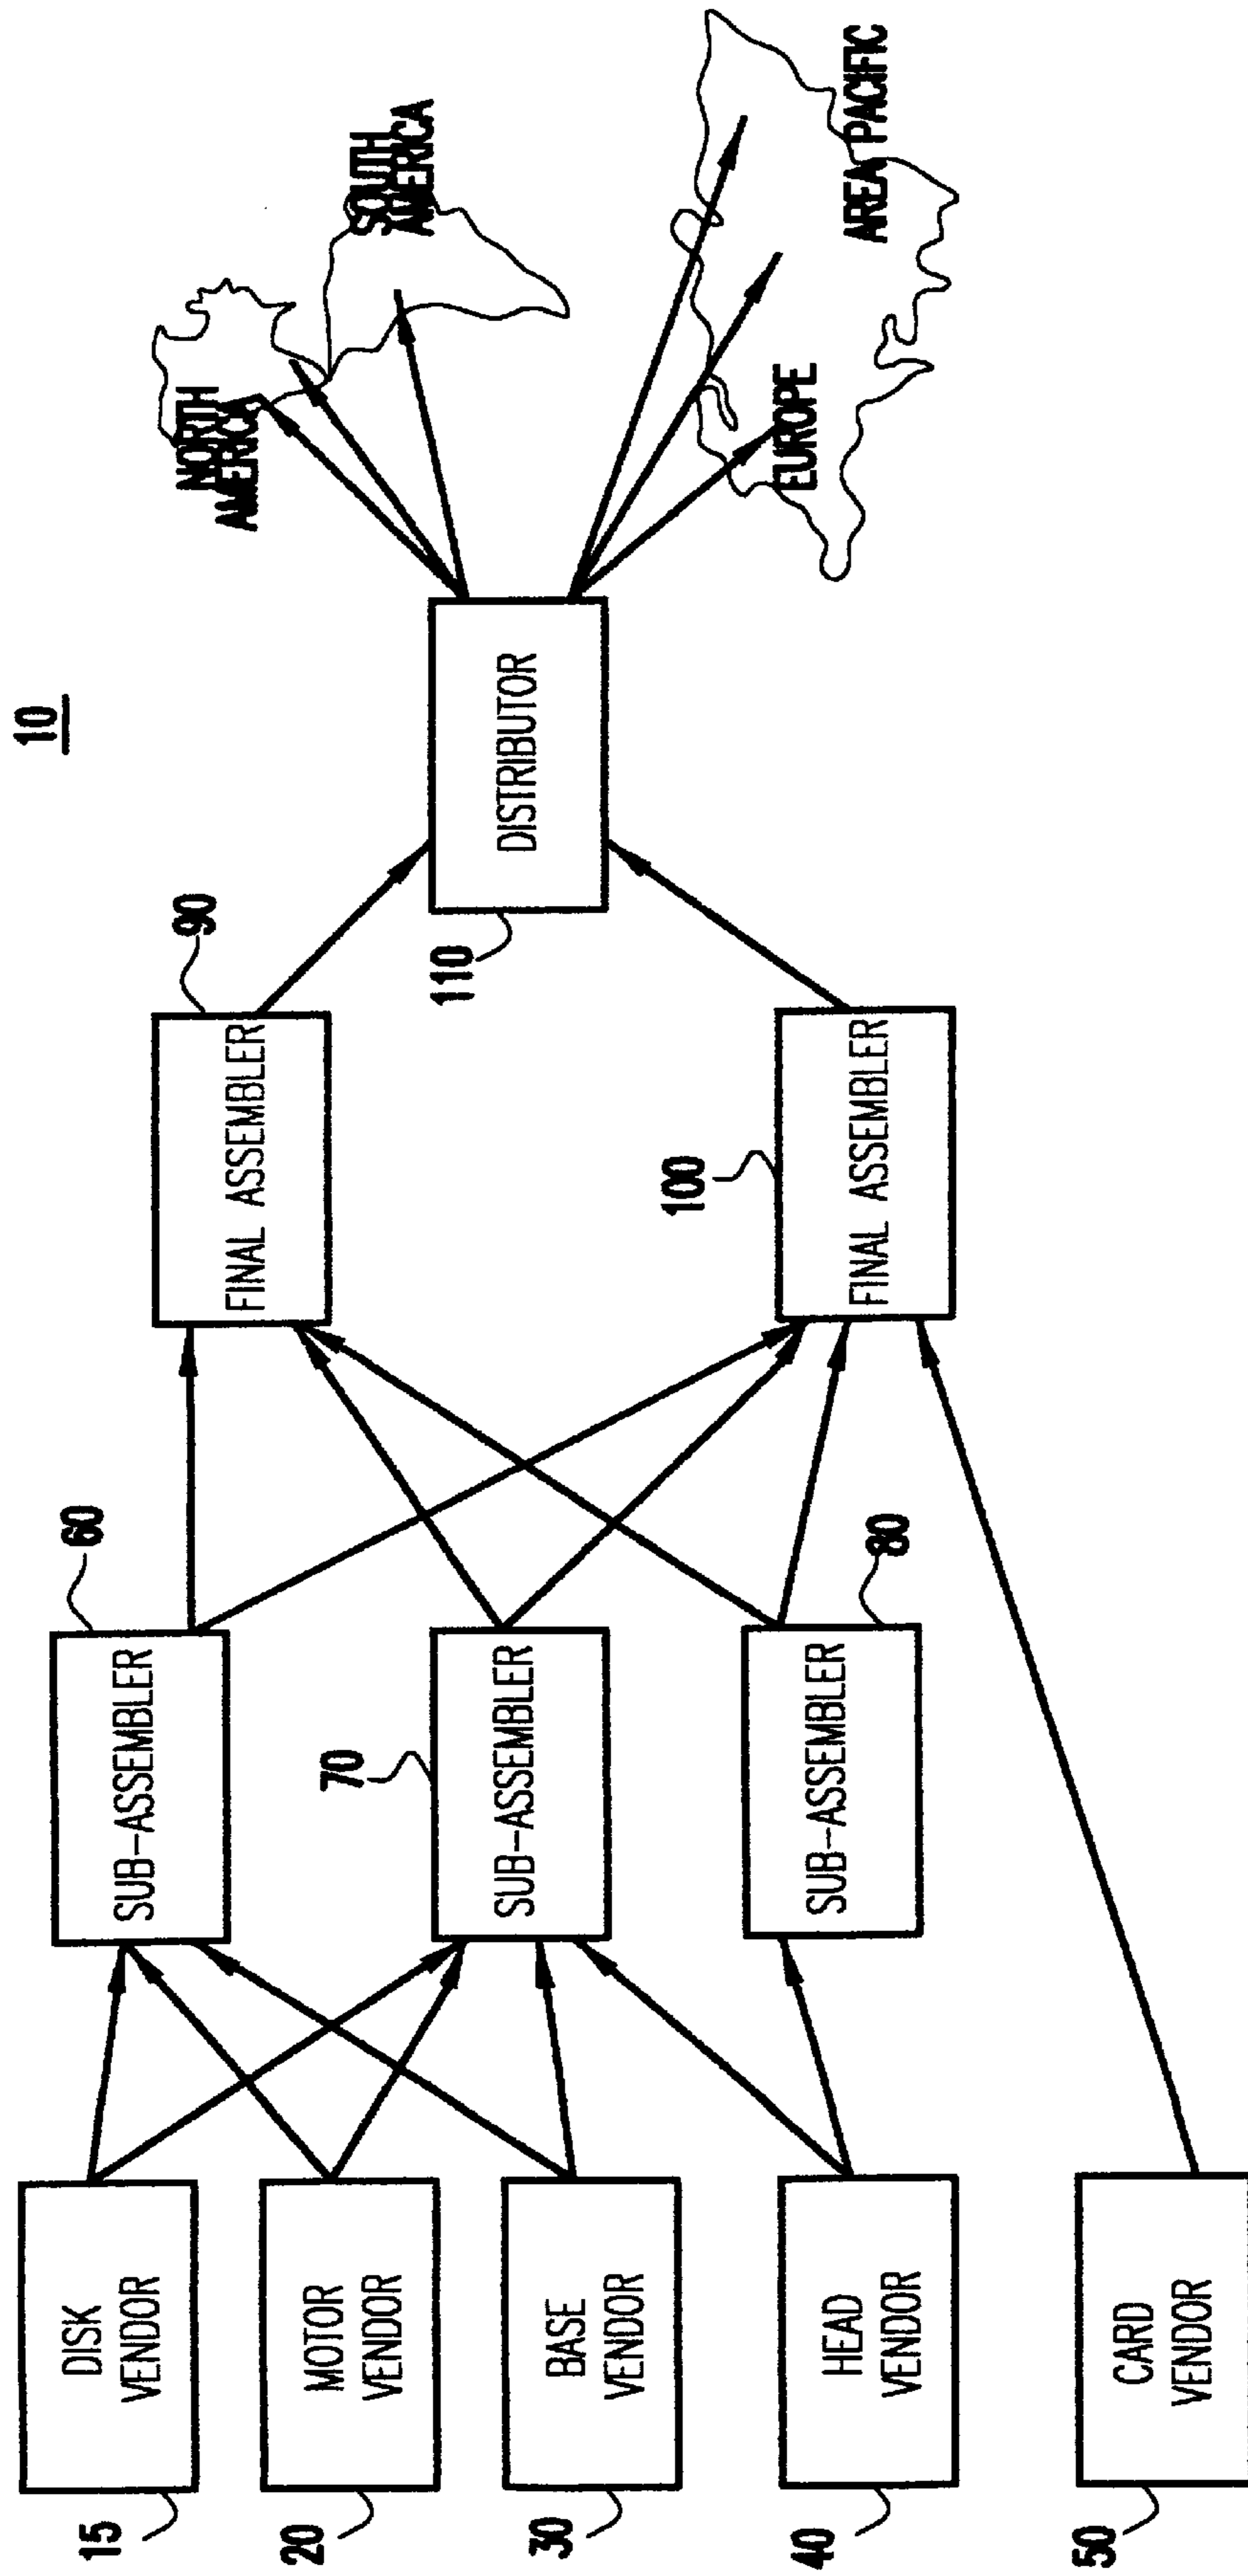 10
15
DISK
VENDOR
20
MOTOR
VENDOR
30
BASE
VENDOR
40
HEAD
VENDOR
50
CARD
VENDOR
60
SUB-ASSEMBLER
70
SUB-ASSEMBLER
80
SUB-ASSEMBLER
90
FINAL ASSEMBLER
100
FINAL ASSEMBLER
110
DISTRIBUTOR
NORTH
AMERICA
SOUTH
AMERICA
EUROPE
AREA PACIFIC